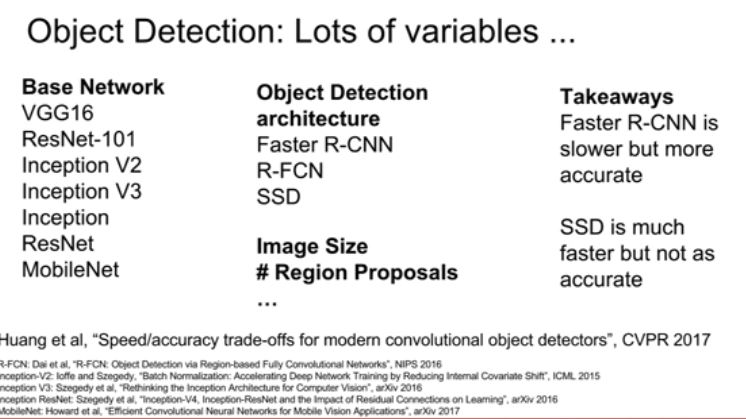 Object Detection: Lots of variables ...
Base Network
VGG16
ResNet-101
Inception V2
Inception V3
Inception
ResNet
MobileNet
Object Detection
architecture
Faster R-CNN
R-FCN
SSD
Image Size
# Region Proposals
…
Takeaways
Faster R-CNN is
slower but more
accurate
SSD is much
faster but not as
accurate
Huang et al, “Speed/accuracy trade-offs for modern convolutional object detectors”, CVPR 2017
R-FCN: Dai et al, “R-FCN: Object Detection via Region-based Fully Convolutional Networks”, NIPS 2016
Inception-V2: Ioffe and Szegedy, “Batch Normalization: Accelerating Deep Network Training by Reducing Internal Covariate Shift”, ICML 2015
Inception V3: Szegedy et al, “Rethinking the Inception Architecture for Computer Vision”, arXiv 2016
Inception ResNet: Szegedy et al, “Inception-V4, Inception-ResNet and the Impact of Residual Connections on Learning”, arXiv 2016
MobileNet: Howard et al, “Efficient Convolutional Neural Networks for Mobile Vision Applications”, arXiv 2017